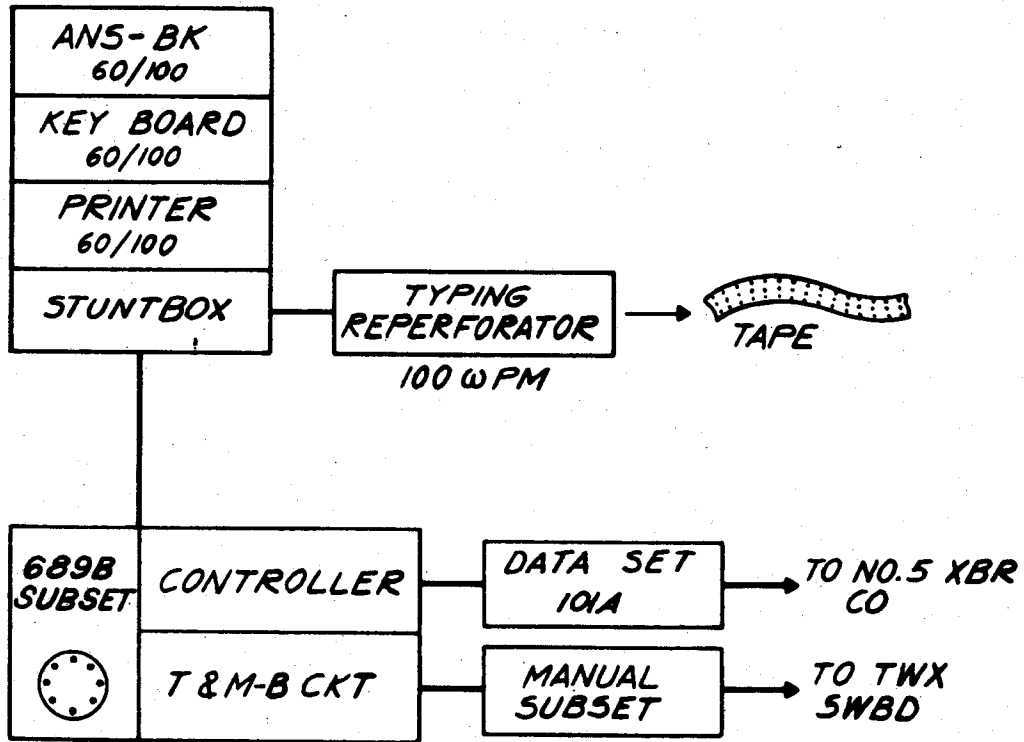 ANS-BK
60/100
KEY BOARD
60/100
PRINTER
60/100
STUNTBOX
TYPING
REPERFORATOR
100 ωPM
TAPE
689B
SUBSET
CONTROLLER
DATA SET
101A
TO NO.5 XBR
CO
T & M-B CKT
MANUAL
SUBSET
TO TWX
SWBD